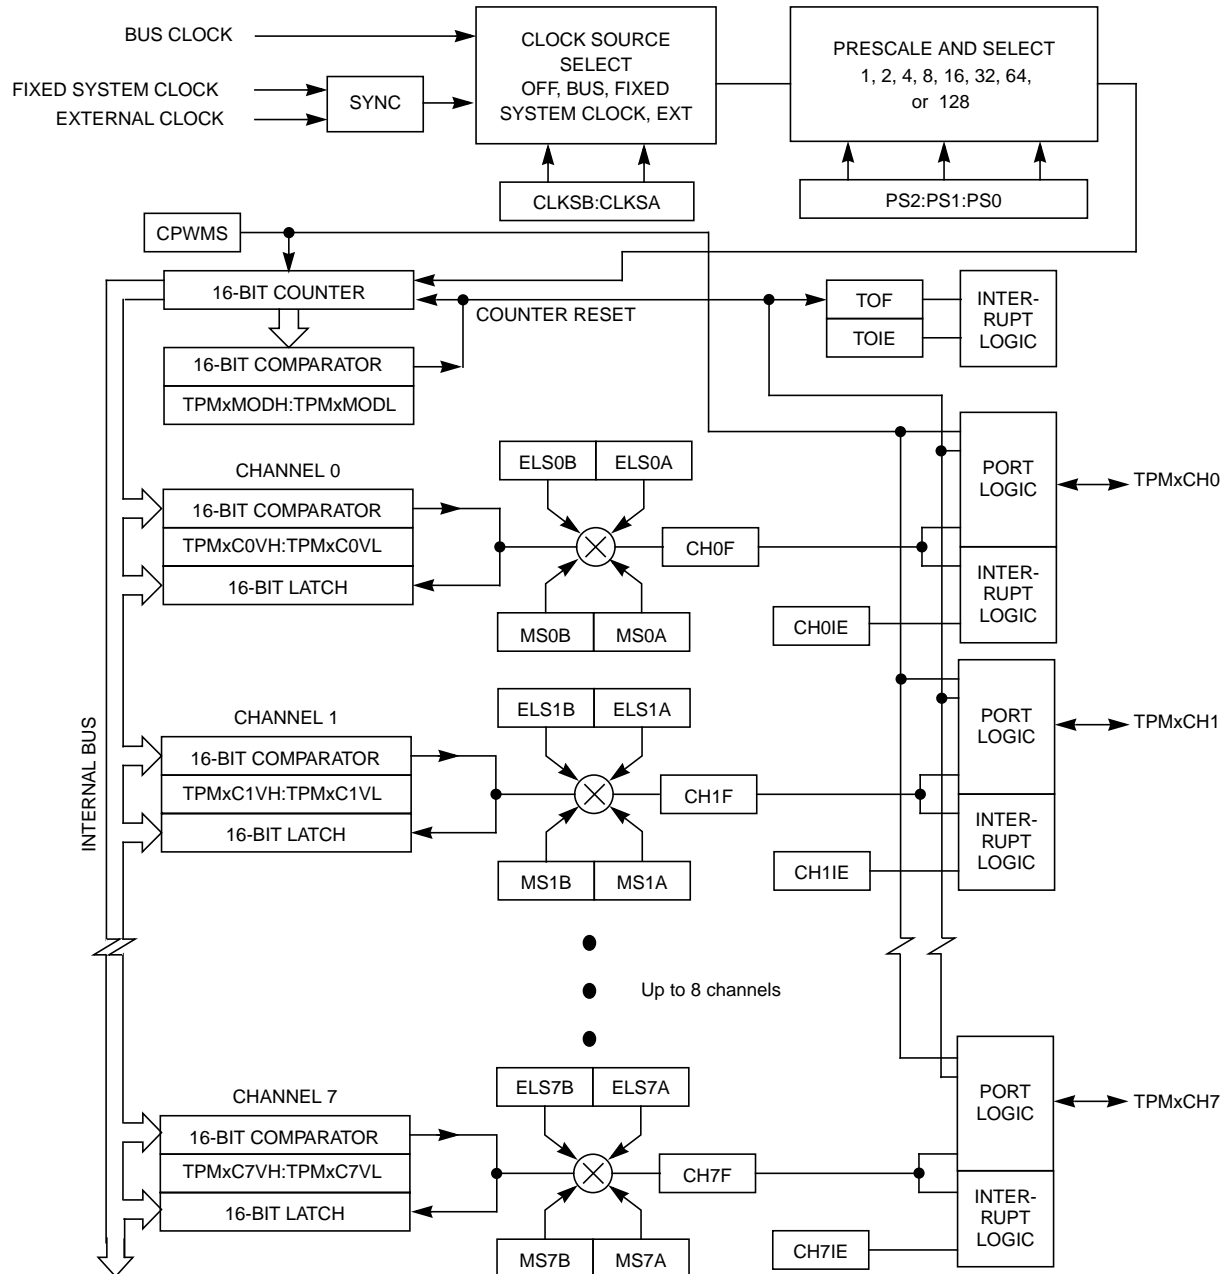 BUS CLOCK
FIXED SYSTEM CLOCK
EXTERNAL CLOCK
SYNC
CLOCK SOURCE
SELECT
OFF, BUS, FIXED
SYSTEM CLOCK, EXT
PRESCALE AND SELECT
1, 2, 4, 8, 16, 32, 64,
or 128
CLKSB:CLKSA
PS2:PS1:PS0
CPWMS
16-BIT COUNTER
COUNTER RESET
TOF
TOIE
INTER-
RUPT
LOGIC
16-BIT COMPARATOR
TPMxMODH:TPMxMODL
CHANNEL 0
16-BIT COMPARATOR
TPMxC0VH:TPMxC0VL
16-BIT LATCH
ELS0B
ELS0A
MS0B
MS0A
CH0F
CH0IE
PORT
LOGIC
INTER-
RUPT
LOGIC
TPMxCH0
INTERNAL BUS
CHANNEL 1
16-BIT COMPARATOR
TPMxC1VH:TPMxC1VL
16-BIT LATCH
ELS1B
ELS1A
MS1B
MS1A
CH1F
CH1IE
PORT
LOGIC
INTER-
RUPT
LOGIC
TPMxCH1
Up to 8 channels
CHANNEL 7
16-BIT COMPARATOR
TPMxC7VH:TPMxC7VL
16-BIT LATCH
ELS7B
ELS7A
MS7B
MS7A
CH7F
CH7IE
PORT
LOGIC
INTER-
RUPT
LOGIC
TPMxCH7